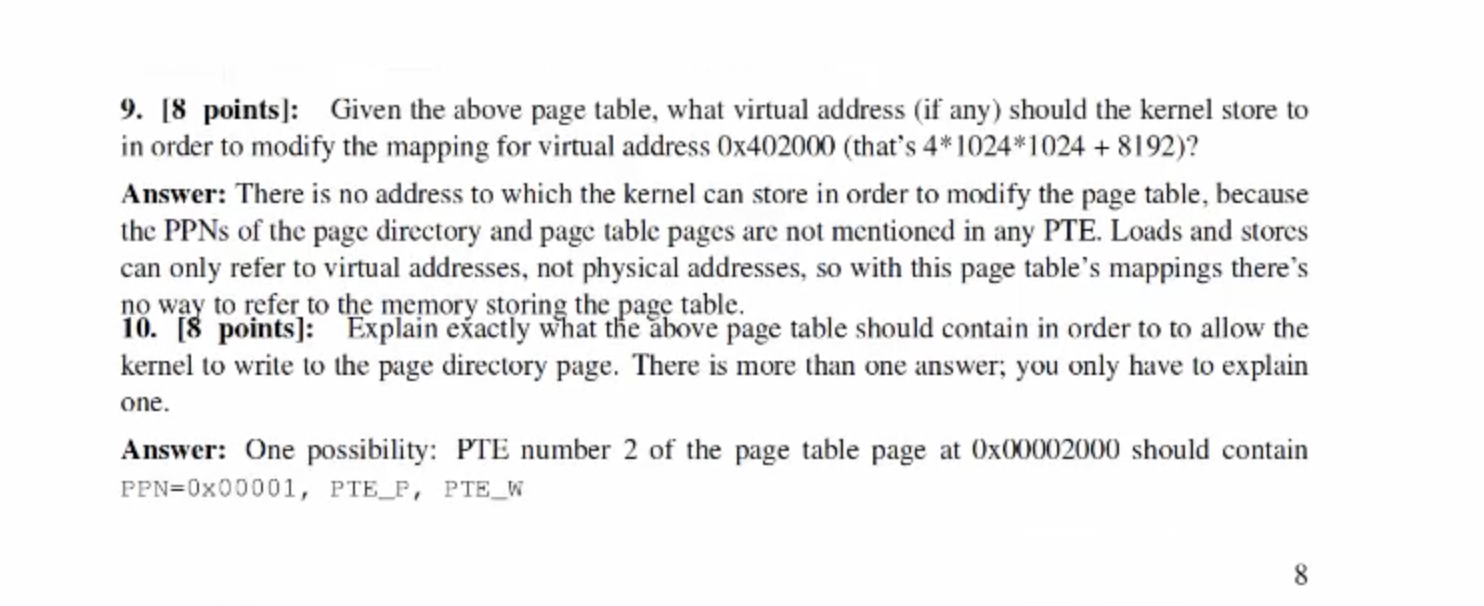 9. [8 points]: Given the above page table, what virtual address (if any) should the kernel store to
in order to modify the mapping for virtual address 0x402000 (that's 4*1024*1024 + 8192)?
Answer: There is no address to which the kernel can store in order to modify the page table, because
the PPNs of the page directory and page table pages are not mentioned in any PTE. Loads and stores
can only refer to virtual addresses, not physical addresses, so with this page table's mappings there's
no way to refer to the memory storing the page table.
10. [8 points]: Explain exactly what the above page table should contain in order to to allow the
kernel to write to the page directory page. There is more than one answer; you only have to explain
one.
Answer: One possibility: PTE number 2 of the page table page at 0x00002000 should contain
PPN=0x00001, PTE_P, PTE_W
8